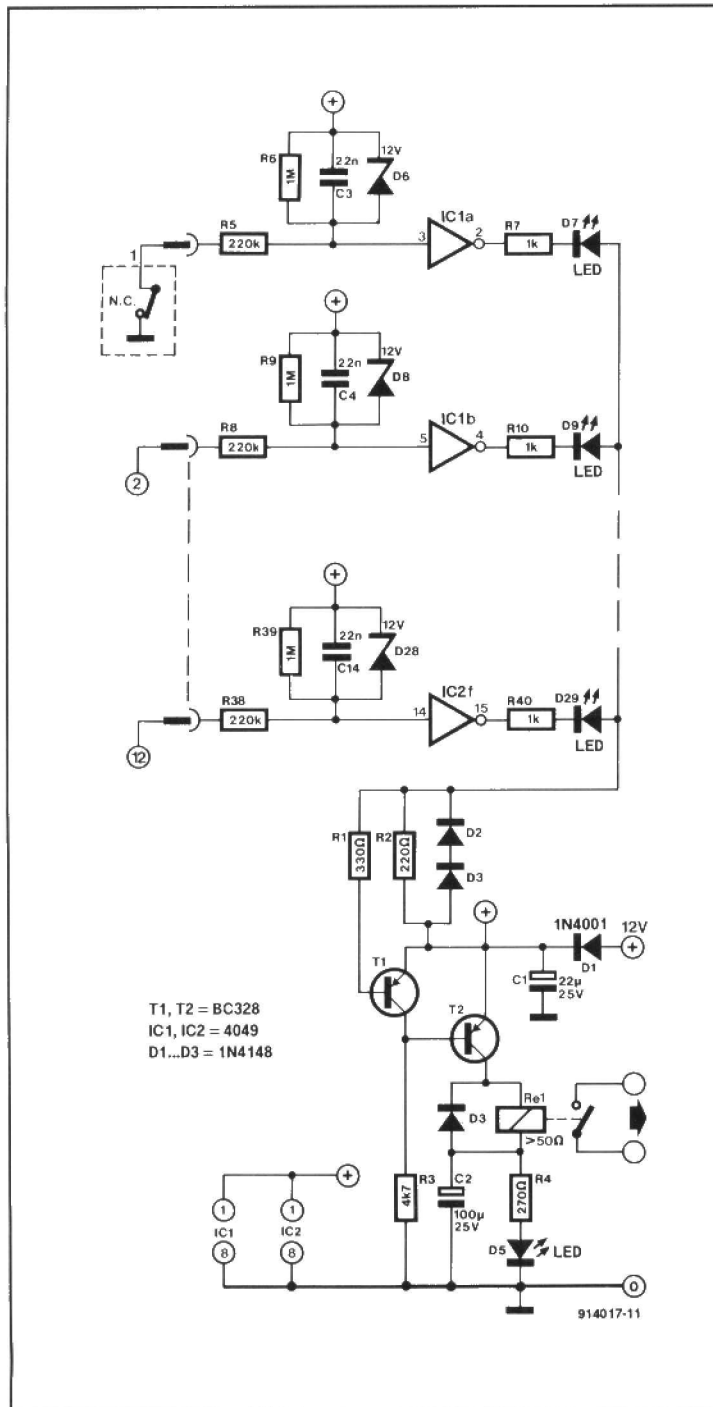 +
12V
R6
1M
22n
C3
D6
IC1a
3
2
R5
220k
R7
1k
D7
LED
1
N.C.
+
12V
R9
1M
22n
C4
D8
IC1b
5
4
R8
220k
R10
1k
D9
LED
2
+
12V
R39
1M
22n
C14
D28
IC2f
14
15
R38
220k
R40
1k
D29
LED
12
R1
330Ω
R2
220Ω
D2
D3
+
1N4001
12V
+
D1
T1
C1
22µ
25V
T2
T1, T2 = BC328
IC1, IC2 = 4049
D1...D3 = 1N4148
D3
Re1
>50Ω
+
R3
4k7
C2
100µ
25V
R4
270Ω
1
IC1
8
1
IC2
8
D5
LED
0
914017-11